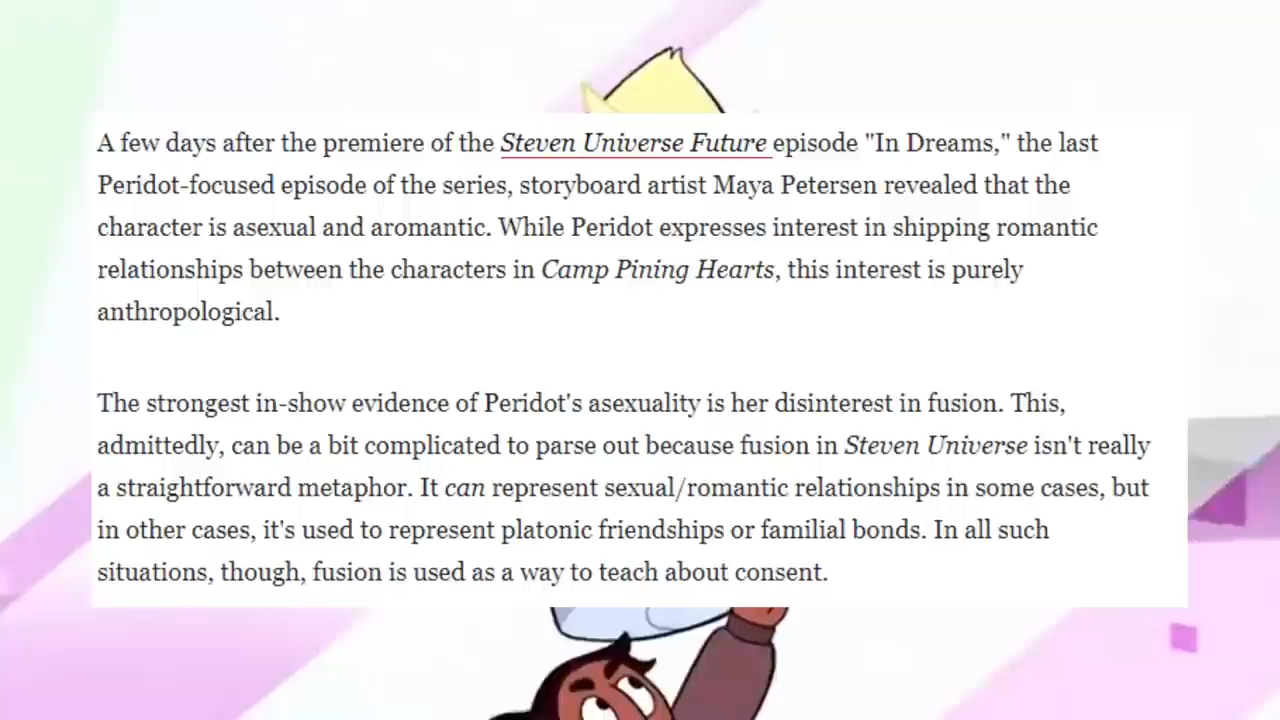 A few days after the premiere of the Steven Universe Future episode "In Dreams," the last
Peridot-focused episode of the series, storyboard artist Maya Petersen revealed that the
character is asexual and aromantic. While Peridot expresses interest in shipping romantic
relationships between the characters in Camp Pining Hearts, this interest is purely
anthropological.
The strongest in-show evidence of Peridot's asexuality is her disinterest in fusion. This,
admittedly, can be a bit complicated to parse out because fusion in Steven Universe isn't really
a straightforward metaphor. It can represent sexual/romantic relationships in some cases, but
in other cases, it's used to represent platonic friendships or familial bonds. In all such
situations, though, fusion is used as a way to teach about consent.